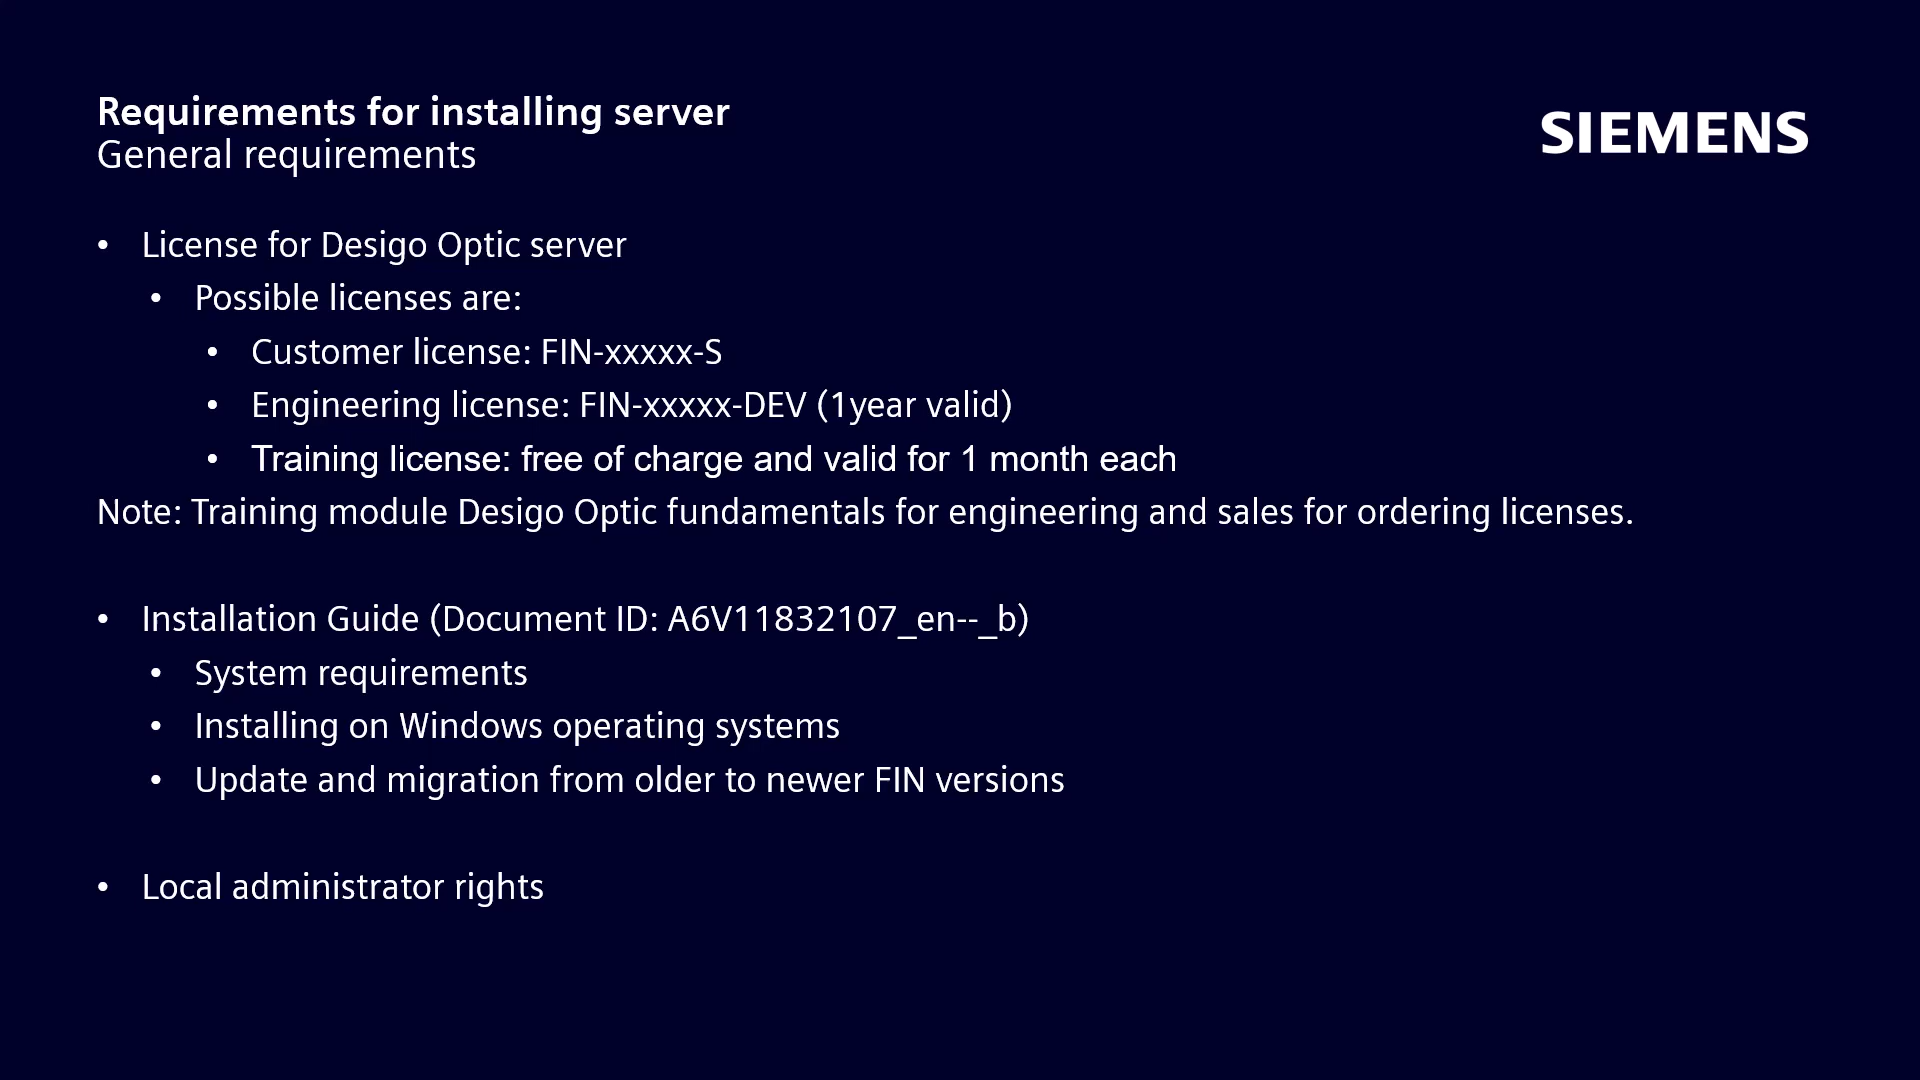 Requirements for installing server
General requirements
SIEMENS
• License for Desigo Optic server
• Possible licenses are:
• Customer license: FIN-xxxxx-S
• Engineering license: FIN-xxxxx-DEV (1year valid)
• Training license: free of charge and valid for 1 month each
Note: Training module Desigo Optic fundamentals for engineering and sales for ordering licenses.
• Installation Guide (Document ID: A6V11832107_en--_b)
• System requirements
• Installing on Windows operating systems
• Update and migration from older to newer FIN versions
• Local administrator rights